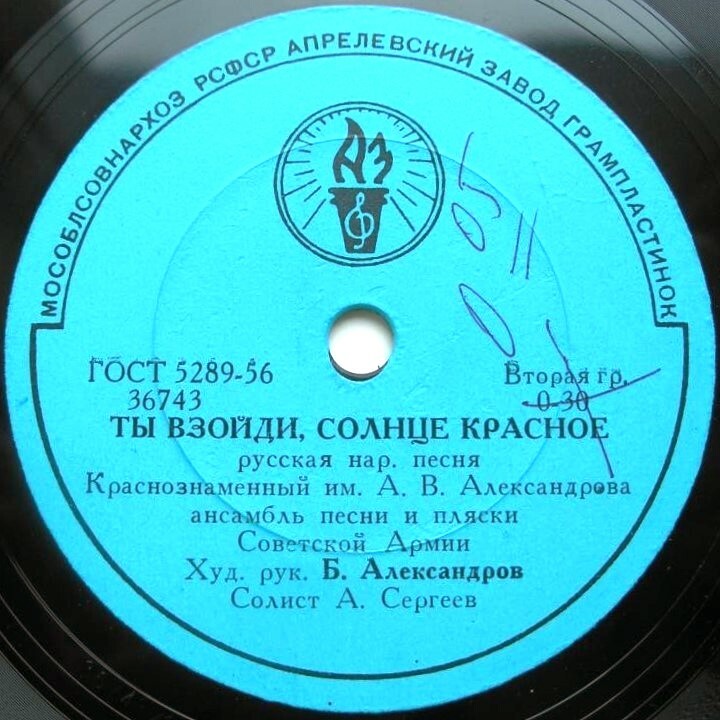 МОСОБЛСОВНАРХОЗ РСФСР АПРЕЛЕВСКИЙ ЗАВОД ГРАМПЛАСТИНОК
АЗ
ГОСТ 5289-56
36743
Вторая гр.
0-30
ТЫ ВЗОЙДИ, СОЛНЦЕ КРАСНОЕ
русская нар. песня
Краснознаменный им. А. В. Александрова
ансамбль песни и пляски
Советской Армии
Худ. рук. Б. Александров
Солист А. Сергеев